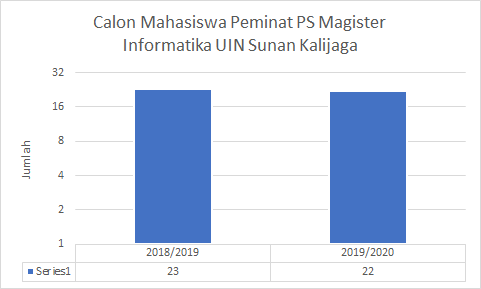 Calon Mahasiswa Peminat PS Magister
Informatika UIN Sunan Kalijaga
32
16
8
4
2
1
Jumlah
2018/2019
2019/2020
Series1
23
22